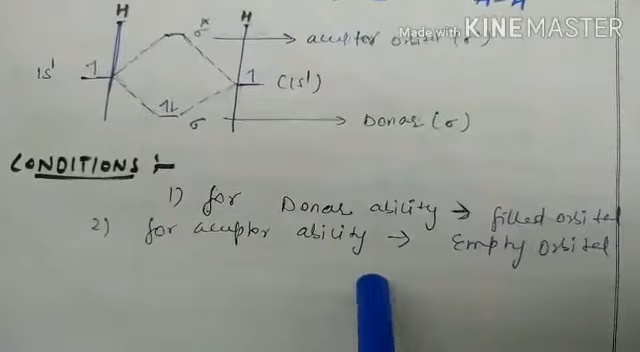 H-H
Made with KINEMASTER
H
H
σ*
acceptor orbital (σ*)
1s¹
1
1
(1s¹)
1L
σ
Donar (σ)
CONDITIONS :-
1) for Donar ability → filled orbital
2) for acceptor ability → Empty orbital